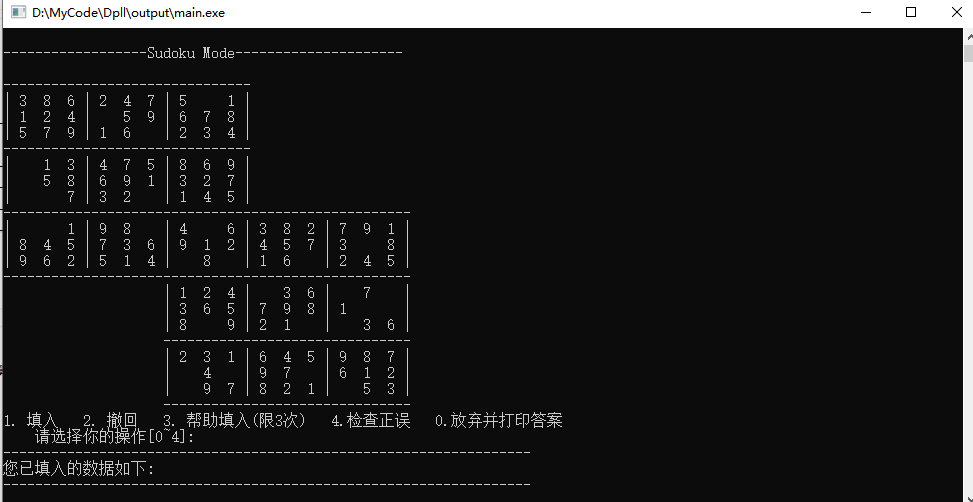 D:\MyCode\Dpll\output\main.exe
------------------Sudoku Mode---------------------
-------------------------------
| 3 8 6 | 2 4 7 | 5   1 |
| 1 2 4 |   5 9 | 6 7 8 |
| 5 7 9 | 1 6   | 2 3 4 |
-------------------------------
|   1 3 | 4 7 5 | 8 6 9 |
|   5 8 | 6 9 1 | 3 2 7 |
|     7 | 3 2   | 1 4 5 |
---------------------------------------------------
|     1 | 9 8   | 4   6 | 3 8 2 | 7 9 1 |
| 8 4 5 | 7 3 6 | 9 1 2 | 4 5 7 | 3   8 |
| 9 6 2 | 5 1 4 |   8   | 1 6   | 2 4 5 |
---------------------------------------------------
| 1 2 4 |   3 6 |   7   |
| 3 6 5 | 7 9 8 | 1     |
| 8   9 | 2 1   |   3 6 |
-------------------------------
| 2 3 1 | 6 4 5 | 9 8 7 |
|   4   | 9 7   | 6 1 2 |
|   9 7 | 8 2 1 |   5 3 |
-------------------------------
1. 填入   2. 撤回   3. 帮助填入(限3次)   4.检查正误   0.放弃并打印答案
请选择你的操作[0~4]:
------------------------------------------------------------------
您已填入的数据如下:
------------------------------------------------------------------